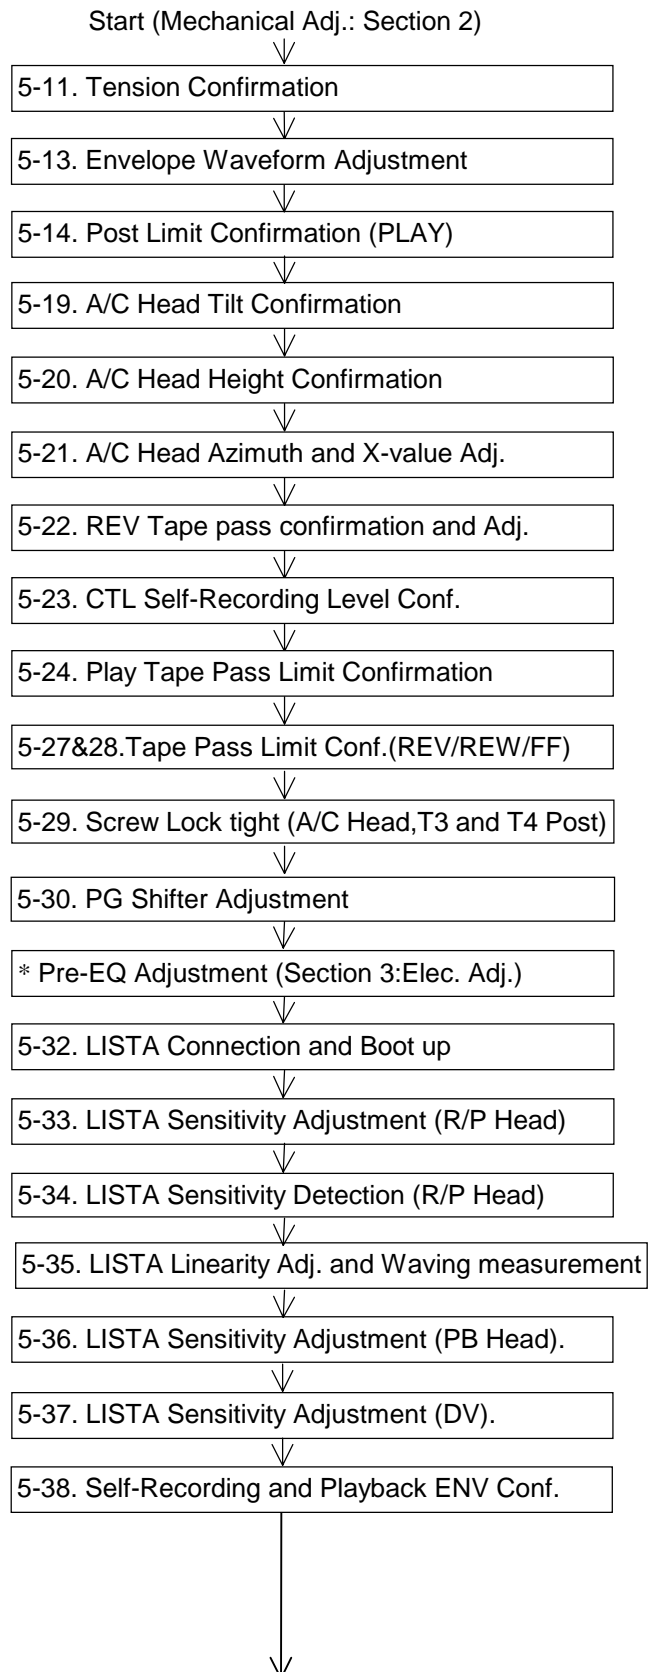 Start (Mechanical Adj.: Section 2)
5-11. Tension Confirmation
5-13. Envelope Waveform Adjustment
5-14. Post Limit Confirmation (PLAY)
5-19. A/C Head Tilt Confirmation
5-20. A/C Head Height Confirmation
5-21. A/C Head Azimuth and X-value Adj.
5-22. REV Tape pass confirmation and Adj.
5-23. CTL Self-Recording Level Conf.
5-24. Play Tape Pass Limit Confirmation
5-27&28.Tape Pass Limit Conf.(REV/REW/FF)
5-29. Screw Lock tight (A/C Head,T3 and T4 Post)
5-30. PG Shifter Adjustment
* Pre-EQ Adjustment (Section 3:Elec. Adj.)
5-32. LISTA Connection and Boot up
5-33. LISTA Sensitivity Adjustment (R/P Head)
5-34. LISTA Sensitivity Detection (R/P Head)
5-35. LISTA Linearity Adj. and Waving measurement
5-36. LISTA Sensitivity Adjustment (PB Head).
5-37. LISTA Sensitivity Adjustment (DV).
5-38. Self-Recording and Playback ENV Conf.